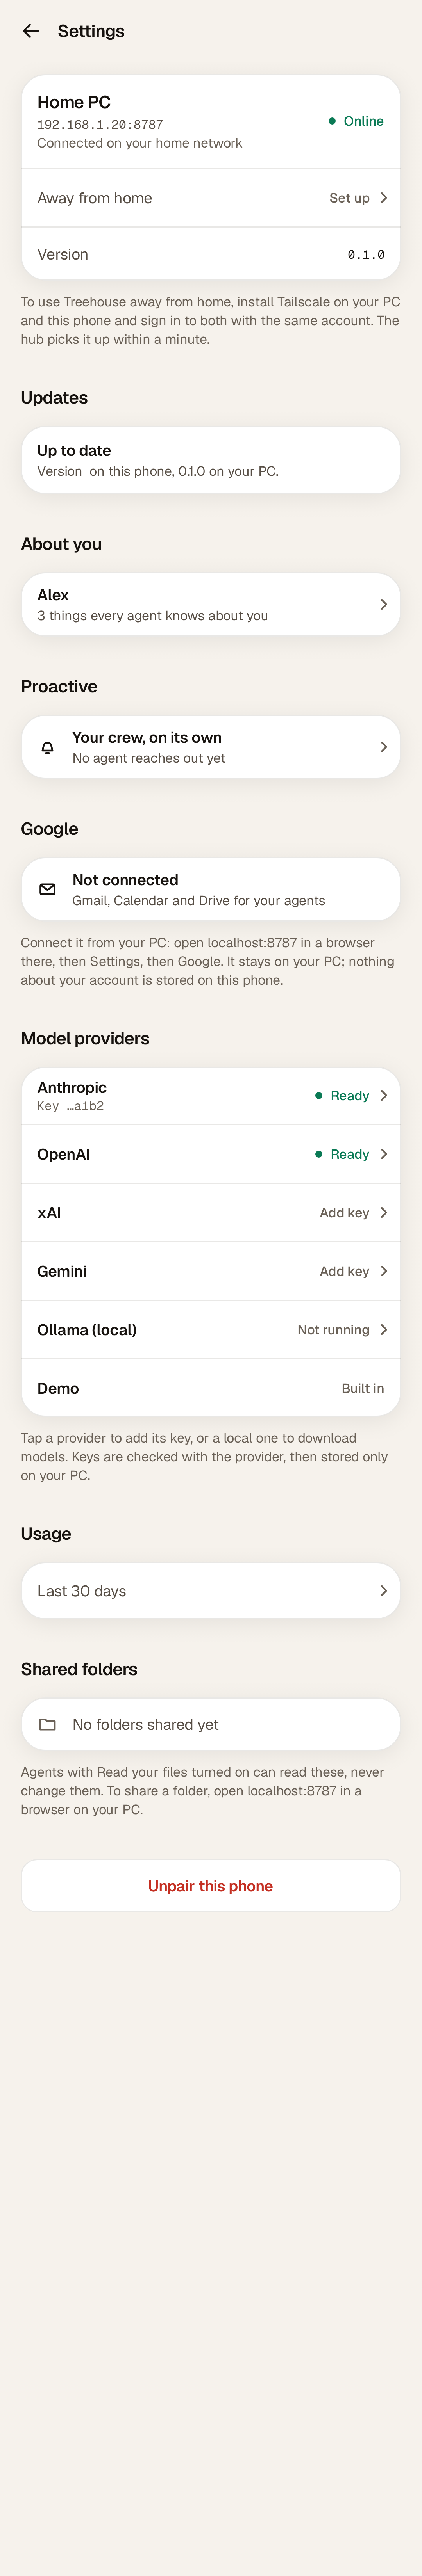 Settings
Home PC
192.168.1.20:8787
Connected on your home network
Online
Away from home
Set up
Version
0.1.0
To use Treehouse away from home, install Tailscale on your PC
and this phone and sign in to both with the same account. The
hub picks it up within a minute.
Updates
Up to date
Version  on this phone, 0.1.0 on your PC.
About you
Alex
3 things every agent knows about you
Proactive
Your crew, on its own
No agent reaches out yet
Google
Not connected
Gmail, Calendar and Drive for your agents
Connect it from your PC: open localhost:8787 in a browser
there, then Settings, then Google. It stays on your PC; nothing
about your account is stored on this phone.
Model providers
Anthropic
Key …a1b2
Ready
OpenAI
Ready
xAI
Add key
Gemini
Add key
Ollama (local)
Not running
Demo
Built in
Tap a provider to add its key, or a local one to download
models. Keys are checked with the provider, then stored only
on your PC.
Usage
Last 30 days
Shared folders
No folders shared yet
Agents with Read your files turned on can read these, never
change them. To share a folder, open localhost:8787 in a
browser on your PC.
Unpair this phone